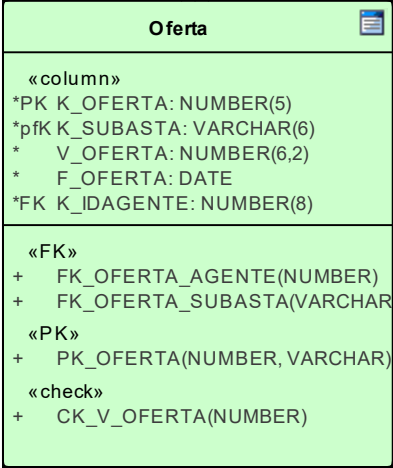 Oferta
«column»
*PK K_OFERTA: NUMBER(5)
*pfK K_SUBASTA: VARCHAR(6)
* V_OFERTA: NUMBER(6,2)
* F_OFERTA: DATE
*FK K_IDAGENTE: NUMBER(8)
«FK»
+ FK_OFERTA_AGENTE(NUMBER)
+ FK_OFERTA_SUBASTA(VARCHAR
«PK»
+ PK_OFERTA(NUMBER, VARCHAR)
«check»
+ CK_V_OFERTA(NUMBER)